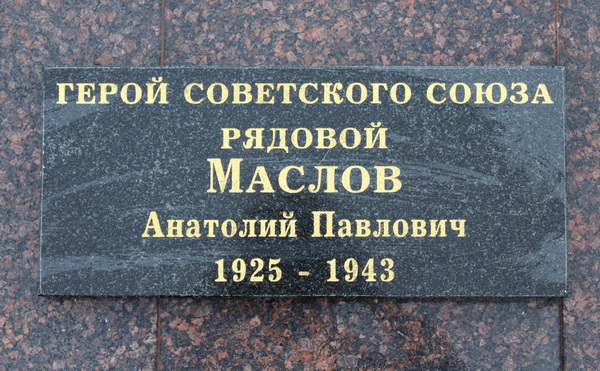 ГЕРОЙ СОВЕТСКОГО СОЮЗА
РЯДОВОЙ
МАСЛОВ
Анатолий Павлович
1925 - 1943